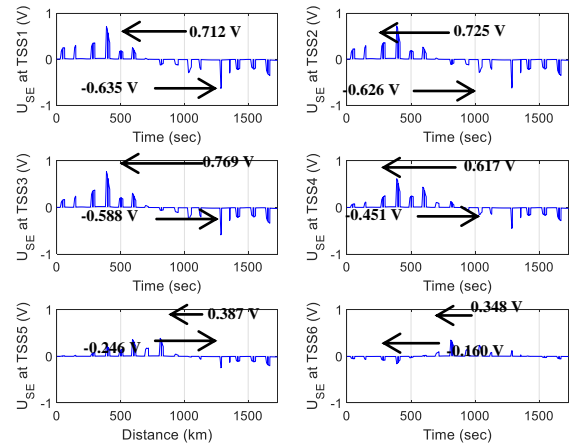 U_SE at TSS1 (V)
1
0
-1
0.712 V
-0.635 V
0 500 1000 1500
Time (sec)
U_SE at TSS2 (V)
1
0
-1
0.725 V
-0.626 V
0 500 1000 1500
Time (sec)
U_SE at TSS3 (V)
1
0
-1
0.769 V
-0.588 V
0 500 1000 1500
Time (sec)
U_SE at TSS4 (V)
1
0
-1
0.617 V
-0.451 V
0 500 1000 1500
Time (sec)
U_SE at TSS5 (V)
1
0
-1
0.387 V
-0.246 V
0 500 1000 1500
Distance (km)
U_SE at TSS6 (V)
1
0
-1
0.348 V
-0.160 V
0 500 1000 1500
Time (sec)